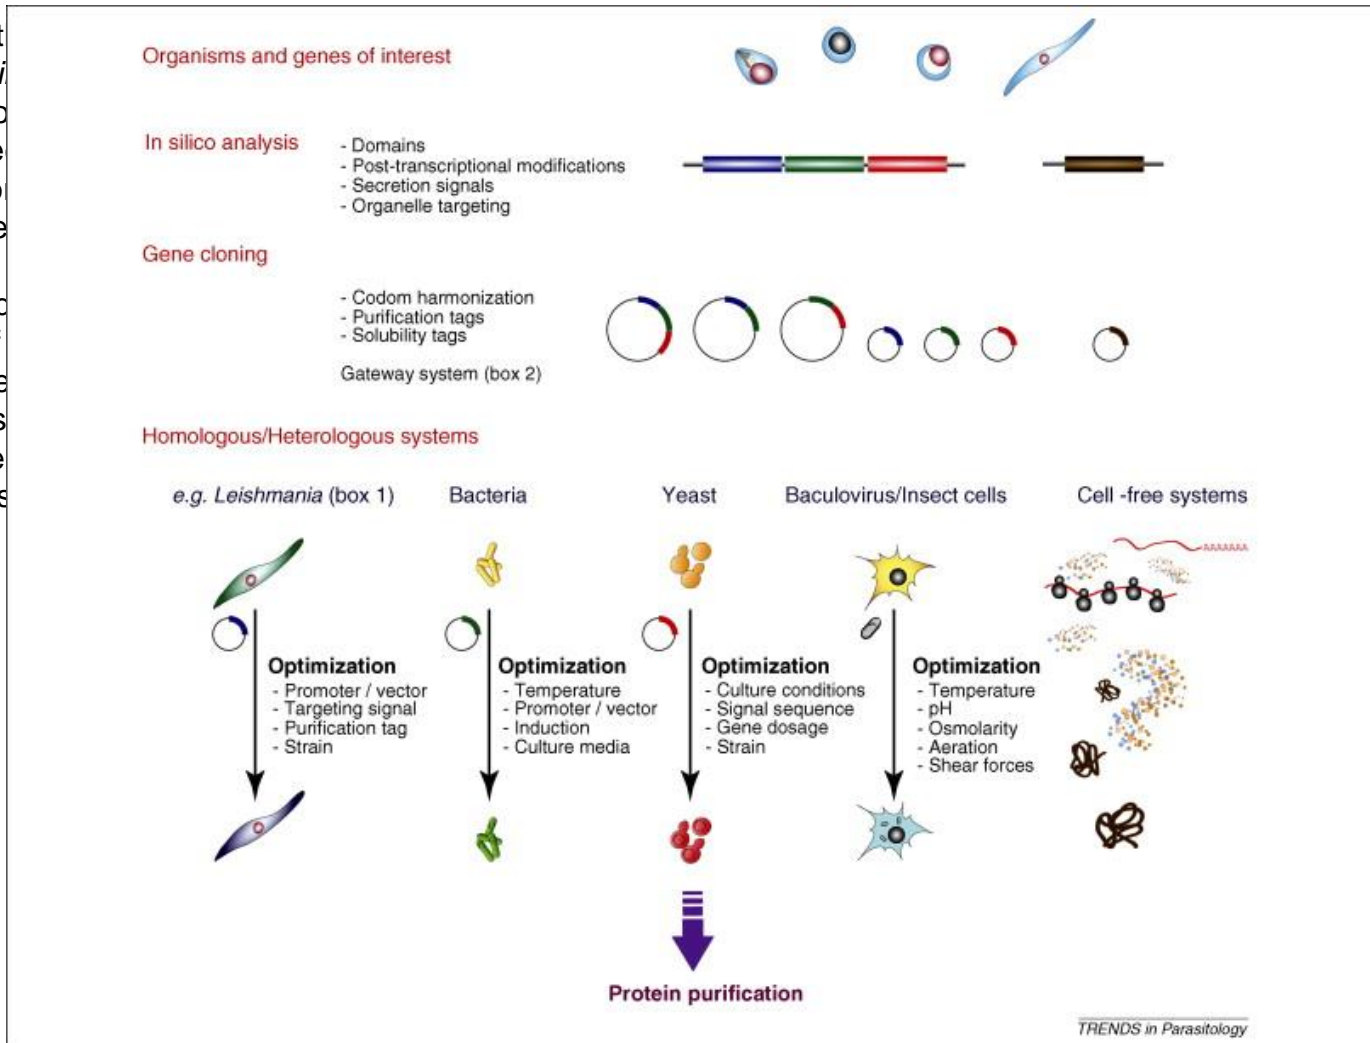 Organisms and genes of interest
In silico analysis
- Domains
- Post-transcriptional modifications
- Secretion signals
- Organelle targeting
Gene cloning
- Codom harmonization
- Purification tags
- Solubility tags
Gateway system (box 2)
Homologous/Heterologous systems
e.g. Leishmania (box 1)
Bacteria
Yeast
Baculovirus/Insect cells
Cell -free systems
AAAAAAA
Optimization
- Promoter / vector
- Targeting signal
- Purification tag
- Strain
Optimization
- Temperature
- Promoter / vector
- Induction
- Culture media
Optimization
- Culture conditions
- Signal sequence
- Gene dosage
- Strain
Optimization
- Temperature
- pH
- Osmolarity
- Aeration
- Shear forces
Protein purification
TRENDS in Parasitology